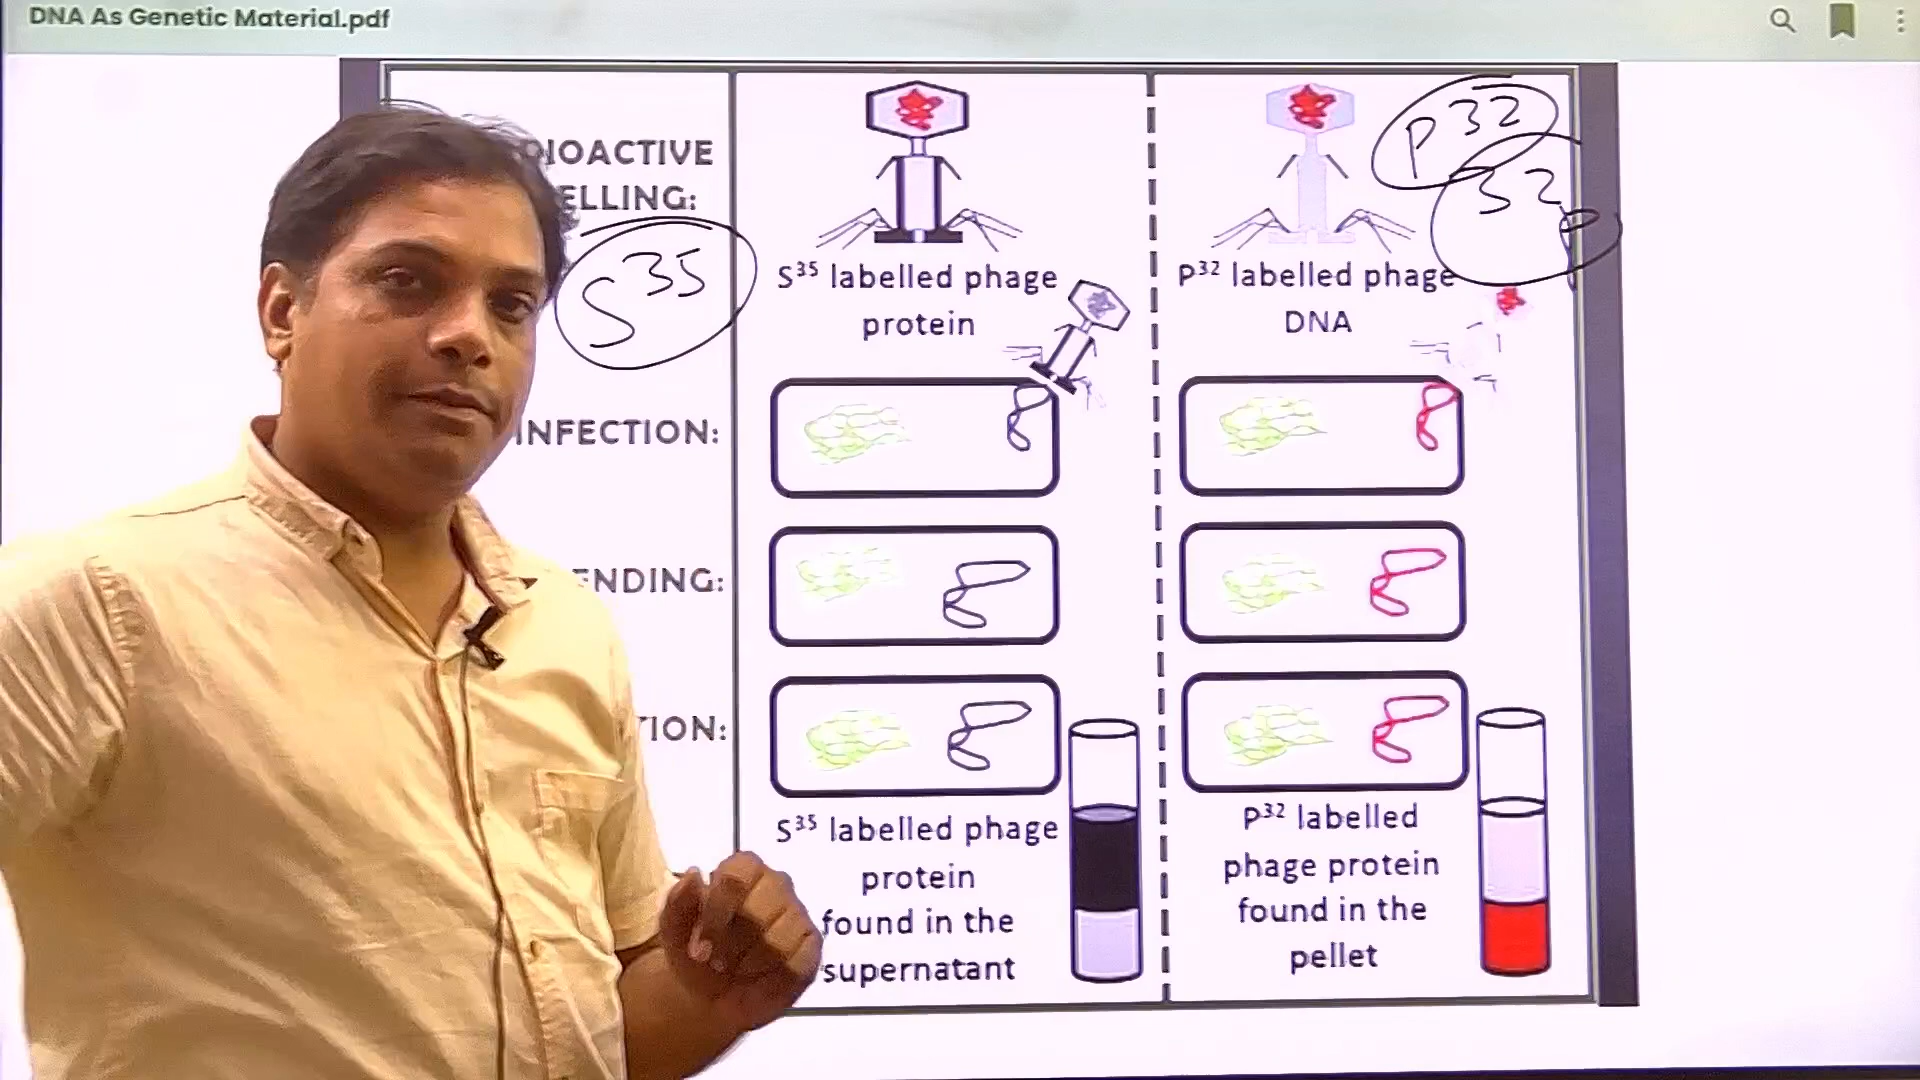 DNA As Genetic Material.pdf
IOACTIVE
ELLING:
S35
P32
32
P
S35 labelled phage
protein
P32 labelled phage
DNA
INFECTION:
ENDING:
TION:
S35 labelled phage
protein
found in the
supernatant
P32 labelled
phage protein
found in the
pellet